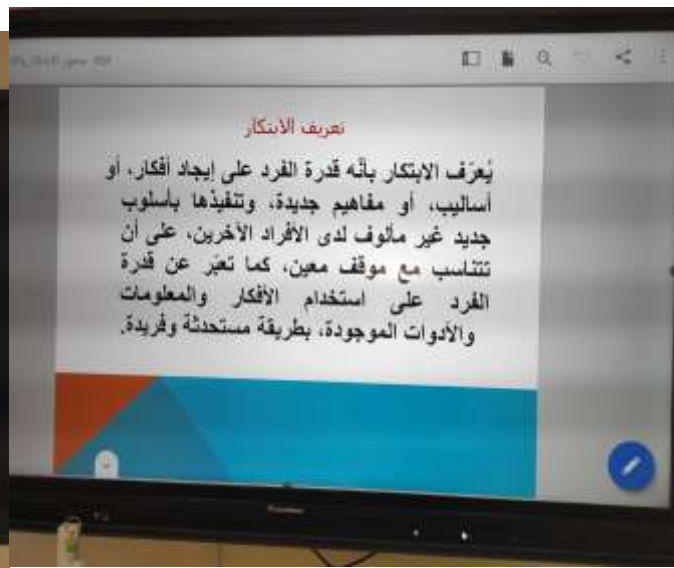 تعريف الابتكار
يُعرّف الابتكار بأنّه قدرة الفرد على إيجاد أفكار، أو
أساليب، أو مفاهيم جديدة، وتنفيذها بأسلوب
جديد غير مألوف لدى الأفراد الآخرين، على أن
تتناسب مع موقف معين، كما تعبّر عن قدرة
الفرد على استخدام الأفكار والمعلومات
والأدوات الموجودة، بطريقة مستحدثة وفريدة.